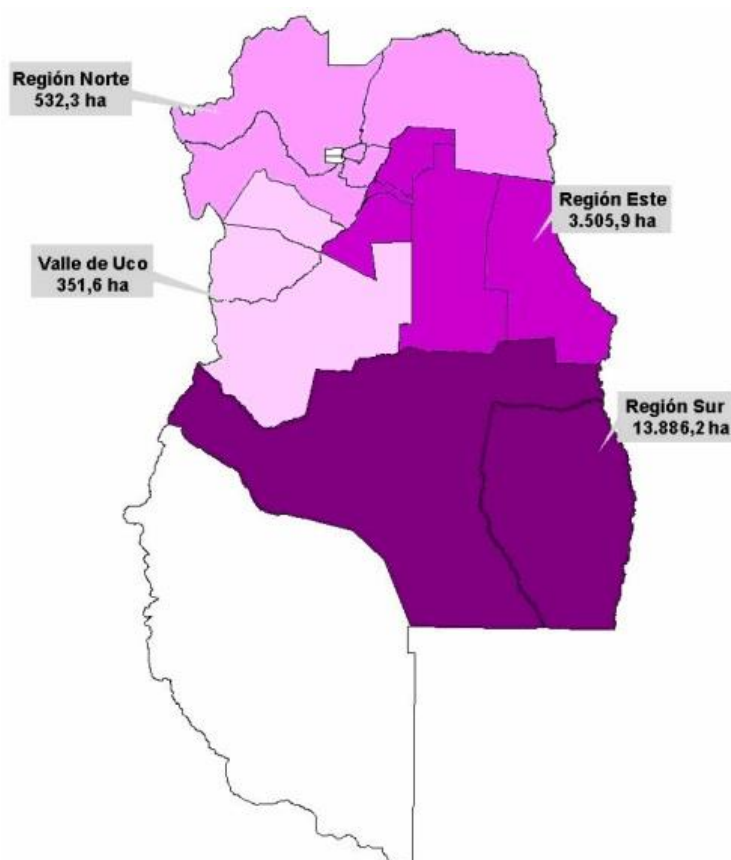 Región Norte
532,3 ha
Región Este
3.505,9 ha
Valle de Uco
351,6 ha
Región Sur
13.886,2 ha